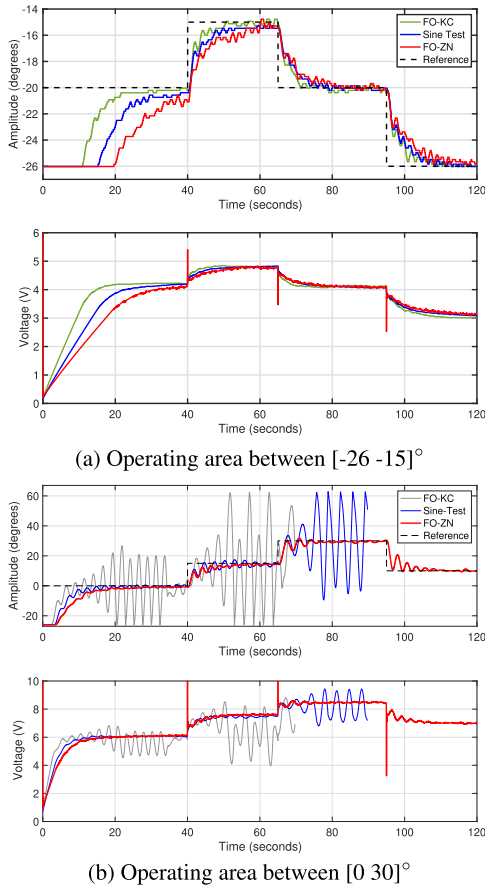 -14
-16
-18
-20
-22
-24
-26
Amplitude (degrees)
FO-KC
Sine Test
FO-ZN
Reference
0 20 40 60 80 100 120
Time (seconds)
6
5
4
3
2
1
0
Voltage (V)
0 20 40 60 80 100 120
Time (seconds)
(a) Operating area between [-26 -15]°
60
40
20
0
-20
Amplitude (degrees)
FO-KC
Sine-Test
FO-ZN
Reference
0 20 40 60 80 100 120
Time (seconds)
10
8
6
4
2
0
Voltage (V)
0 20 40 60 80 100 120
Time (seconds)
(b) Operating area between [0 30]°